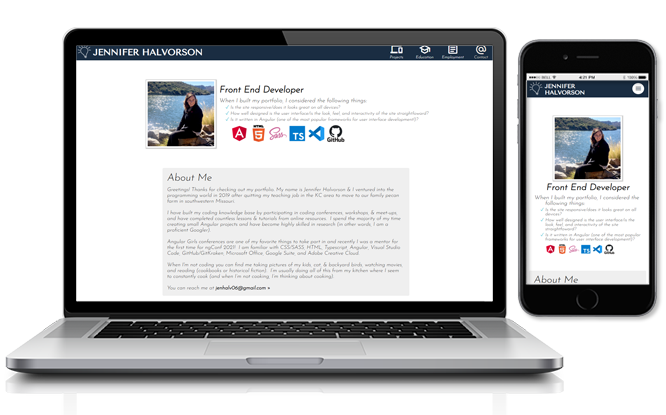 JENNIFER HALVORSON
Projects Education Employment Contact
Front End Developer
When I built my portfolio, I considered the following things:
✓ Is the site responsive/does it looks great on all devices?
✓ How well designed is the user interface/is the look, feel, and interactivity of the site straightforward?
✓ Is it written in Angular (one of the most popular frameworks for user interface development)?
A 5 Sass TS GitHub
About Me
Greetings! Thanks for checking out my portfolio. My name is Jennifer Halvorson & I ventured into the
programming world in 2019 after quitting my teaching job in the KC area to move to our family pecan
farm in southwestern Missouri.
I have built my coding knowledge base by participating in coding conferences, workshops, & meet-ups,
and have completed countless lessons & tutorials from online resources. I spend the majority of my time
creating small Angular projects and have become highly skilled in research (in other words, I am a
proficient Googler).
Angular Girls conferences are one of my favorite things to take part in and recently I was a mentor for
the first time for ngConf 2021! I am familiar with CSS/SASS, HTML, Typescript, Angular, Visual Studio
Code, GitHub/GitKraken, Microsoft Office, Google Suite, and Adobe Creative Cloud.
When I'm not coding you can find me taking pictures of my kids, cat, & backyard birds, watching movies,
and reading (cookbooks or historical fiction). I'm usually doing all of this from my kitchen where I seem
to constantly cook (and when I'm not cooking, I'm thinking about cooking).
You can reach me at jenhalv06@gmail.com »
4:21 PM
JENNIFER
HALVORSON
Front End Developer
When I built my portfolio, I considered the
following things:
✓ Is the site responsive/does it looks great on all
devices?
✓ How well designed is the user interface/is the
look, feel, and interactivity of the site
straightforward?
✓ Is it written in Angular (one of the most popular
frameworks for user interface development)?
A 5 Sass TS GitHub
About Me